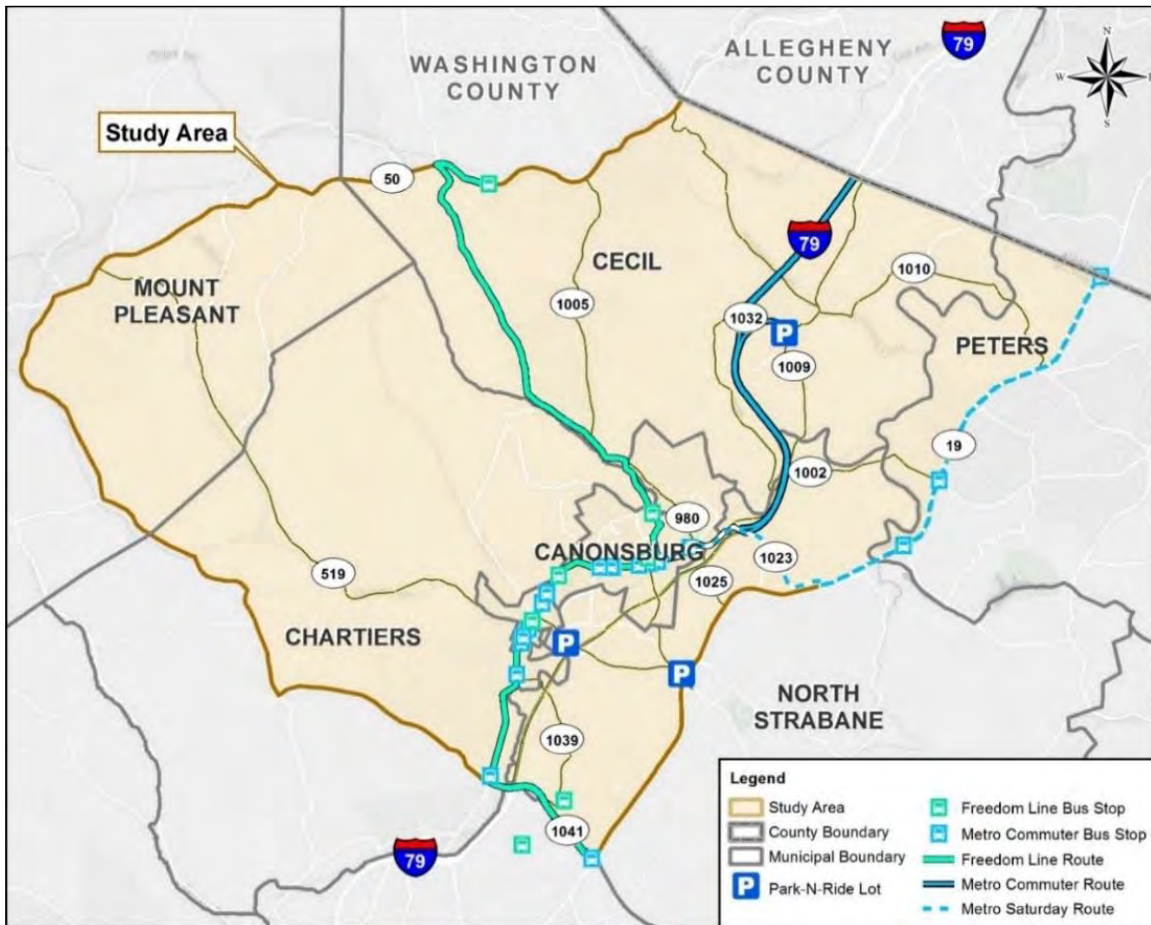 WASHINGTON
COUNTY
ALLEGHENY
COUNTY
79
N
W
E
S
Study Area
50
79
CECIL
1010
MOUNT
PLEASANT
1005
1032
P
PETERS
1009
19
1002
980
CANONSBURG
1023
519
1025
CHARTIERS
P
P
NORTH
STRABANE
1039
1041
79
Legend
Study Area
County Boundary
Municipal Boundary
P Park-N-Ride Lot
Freedom Line Bus Stop
Metro Commuter Bus Stop
Freedom Line Route
Metro Commuter Route
Metro Saturday Route